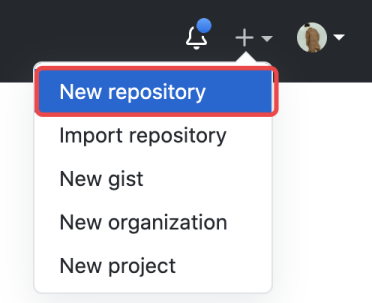 New repository
Import repository
New gist
New organization
New project